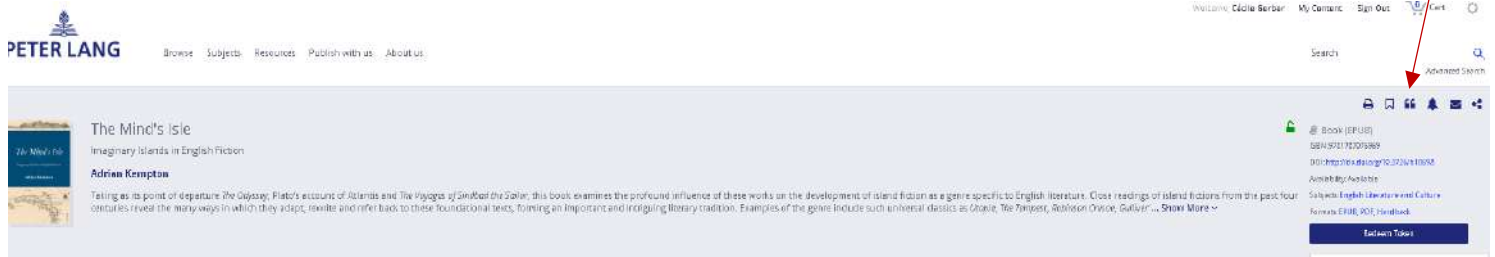 Welcome Cécile Gerber My Content Sign Out 0 Cart
PETER LANG
Browse Subjects Resources Publish with us About us
Search
Advanced Search
The Mind's Isle
Imaginary Islands in English Fiction
Adrian Kempton
Taking as its point of departure The Odyssey, Plato's account of Atlantis and The Voyages of Sindbad the Sailor, this book examines the profound influence of these works on the development of island fiction as a genre specific to English literature. Close readings of island fictions from the past four
centuries reveal the many ways in which they adapt, rewrite and refer back to these foundational texts, forming an important and intriguing literary tradition. Examples of the genre include such universal classics as Utopia, The Tempest, Robinson Crusoe, Gulliver'... Show More
The Mind's Isle
Book (EPUB)
Availability: Available
Subjects: English Literature and Culture
Formats: EPUB, PDF, Hardback
Redeem Token